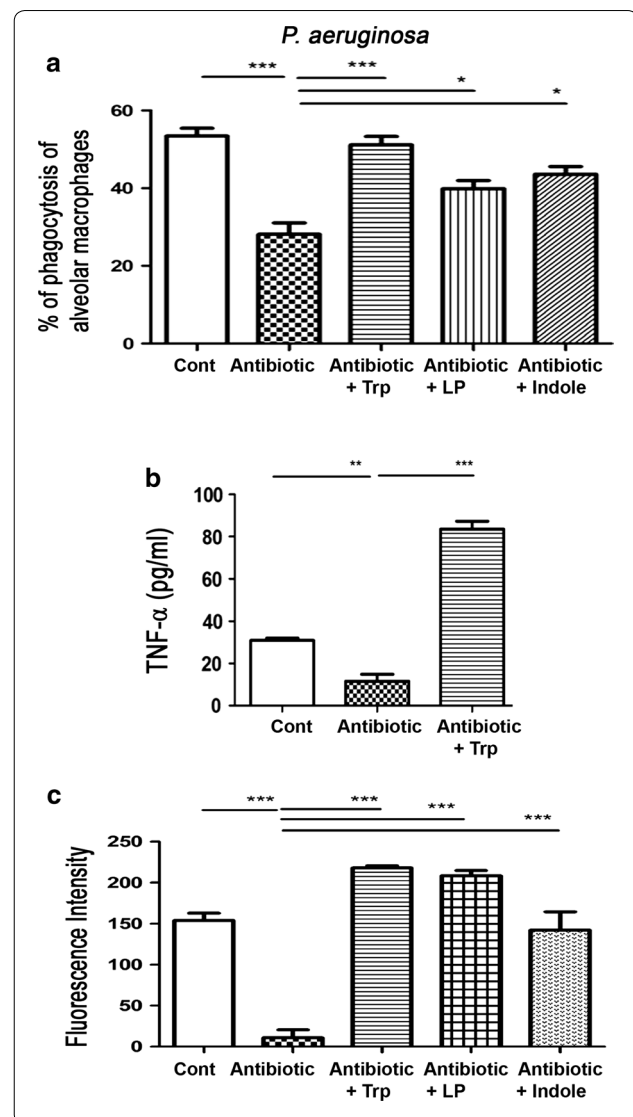 P. aeruginosa
a
*** *** * *
% of phagocytosis of
alveolar macrophages
60
40
20
0
Cont Antibiotic Antibiotic Antibiotic Antibiotic
+ Trp + LP + Indole
b
** ***
TNF-α (pg/ml)
100
80
60
40
20
0
Cont Antibiotic Antibiotic
+ Trp
c
*** *** *** ***
Fluorescence Intensity
250
200
150
100
50
0
Cont Antibiotic Antibiotic Antibiotic Antibiotic
+ Trp + LP + Indole